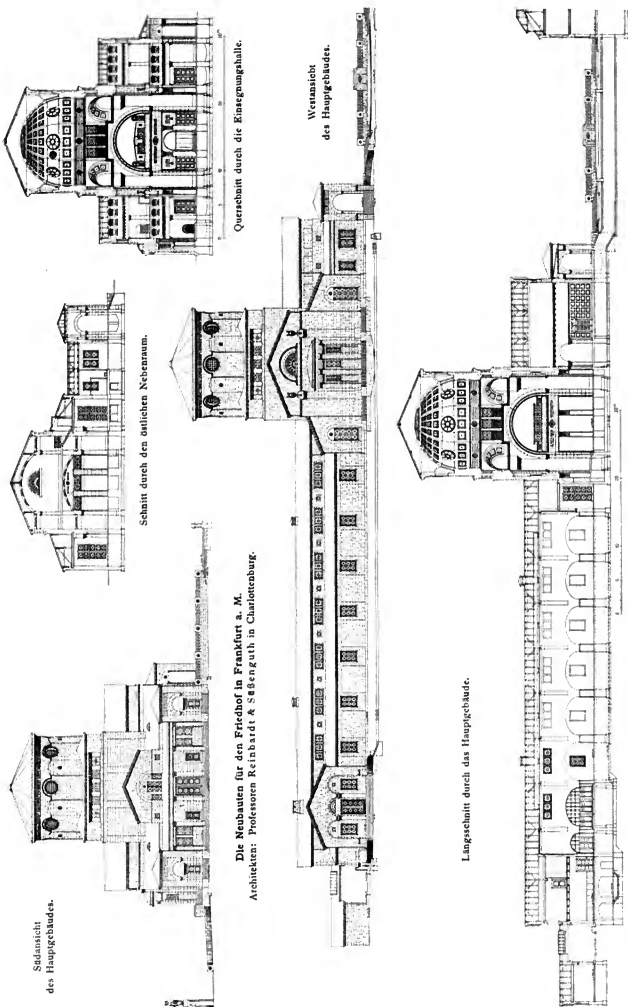 Südansicht
des Hauptgebäudes.
Schnitt durch den östlichen Nebenraum.
Querschnitt durch die Einsegnungshalle.
Die Neubauten für den Friedhof in Frankfurt a. M.
Architekten: Professoren Reinhardt & Süßenguth in Charlottenburg.
Westansicht
des Hauptgebäudes.
Längsschnitt durch das Hauptgebäude.